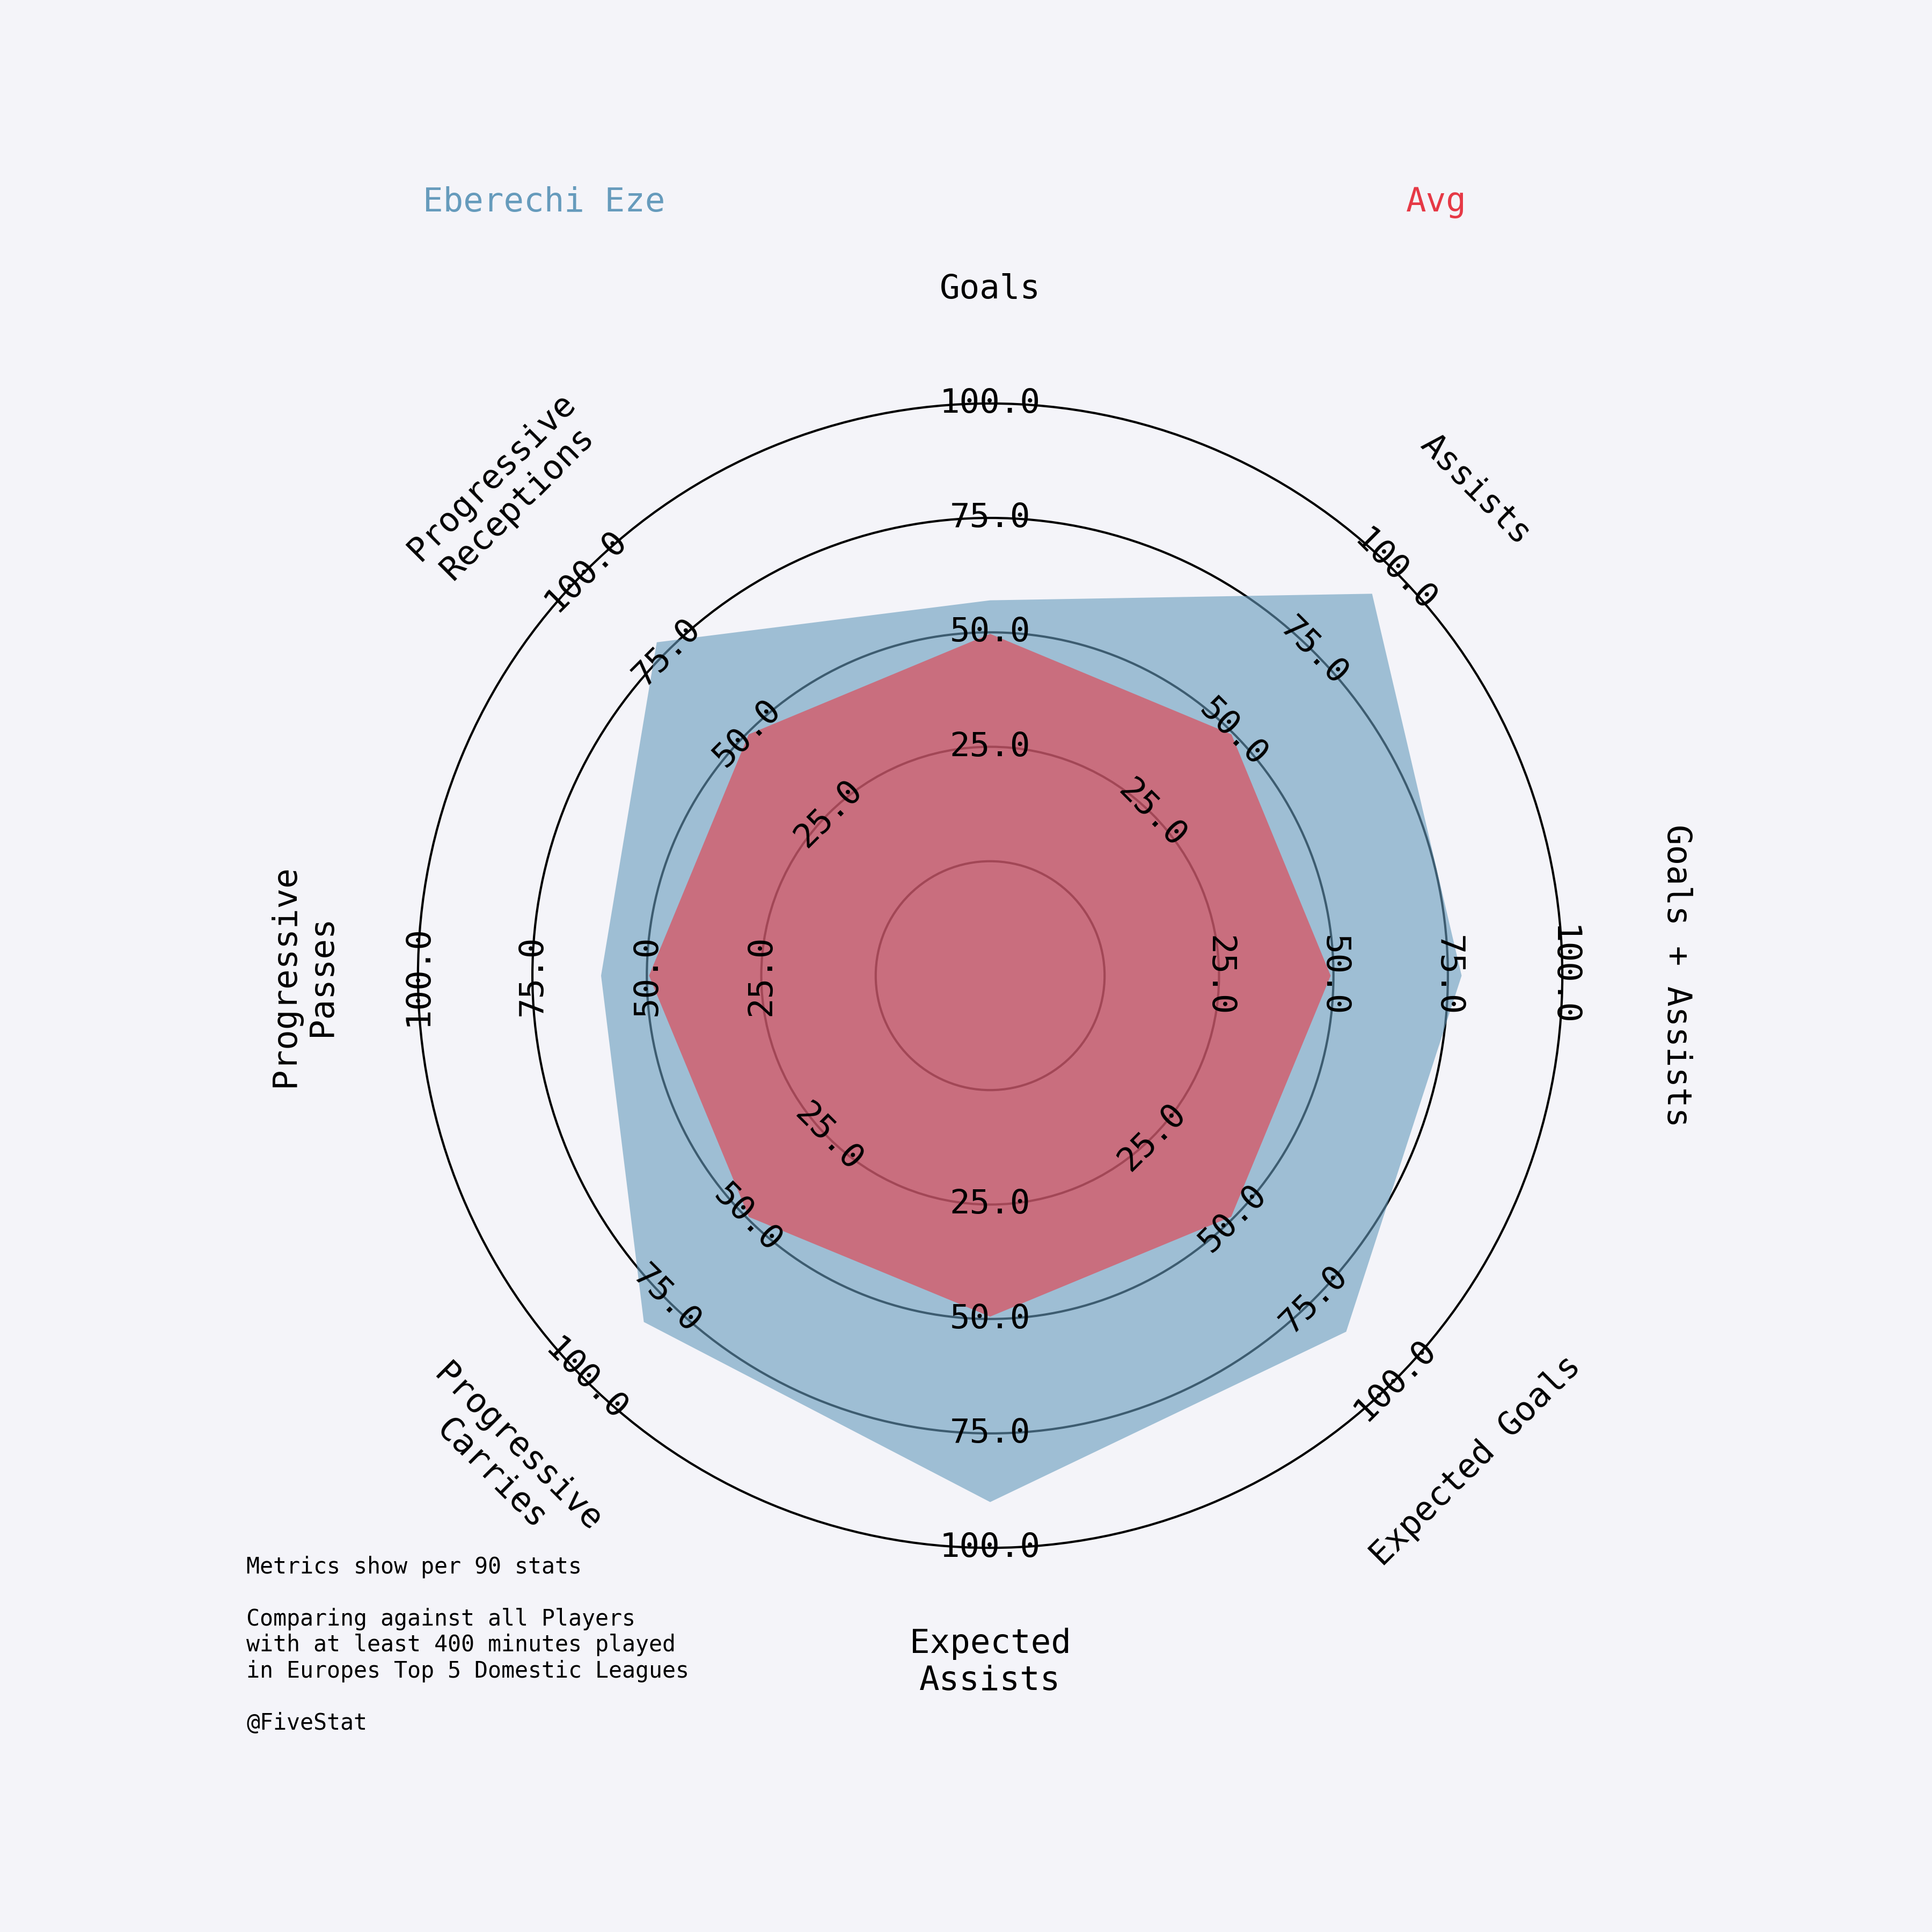 Eberechi Eze
Avg
Goals
Assists
Goals + Assists
Expected Goals
Expected
Assists
Progressive
Carries
Progressive
Passes
Progressive
Receptions
100.0
75.0
50.0
25.0
100.0
75.0
50.0
25.0
100.0
75.0
50.0
25.0
100.0
75.0
50.0
25.0
25.0
50.0
75.0
100.0
25.0
50.0
75.0
100.0
100.0
75.0
50.0
25.0
100.0
75.0
50.0
25.0
Metrics show per 90 stats
Comparing against all Players
with at least 400 minutes played
in Europes Top 5 Domestic Leagues
@FiveStat